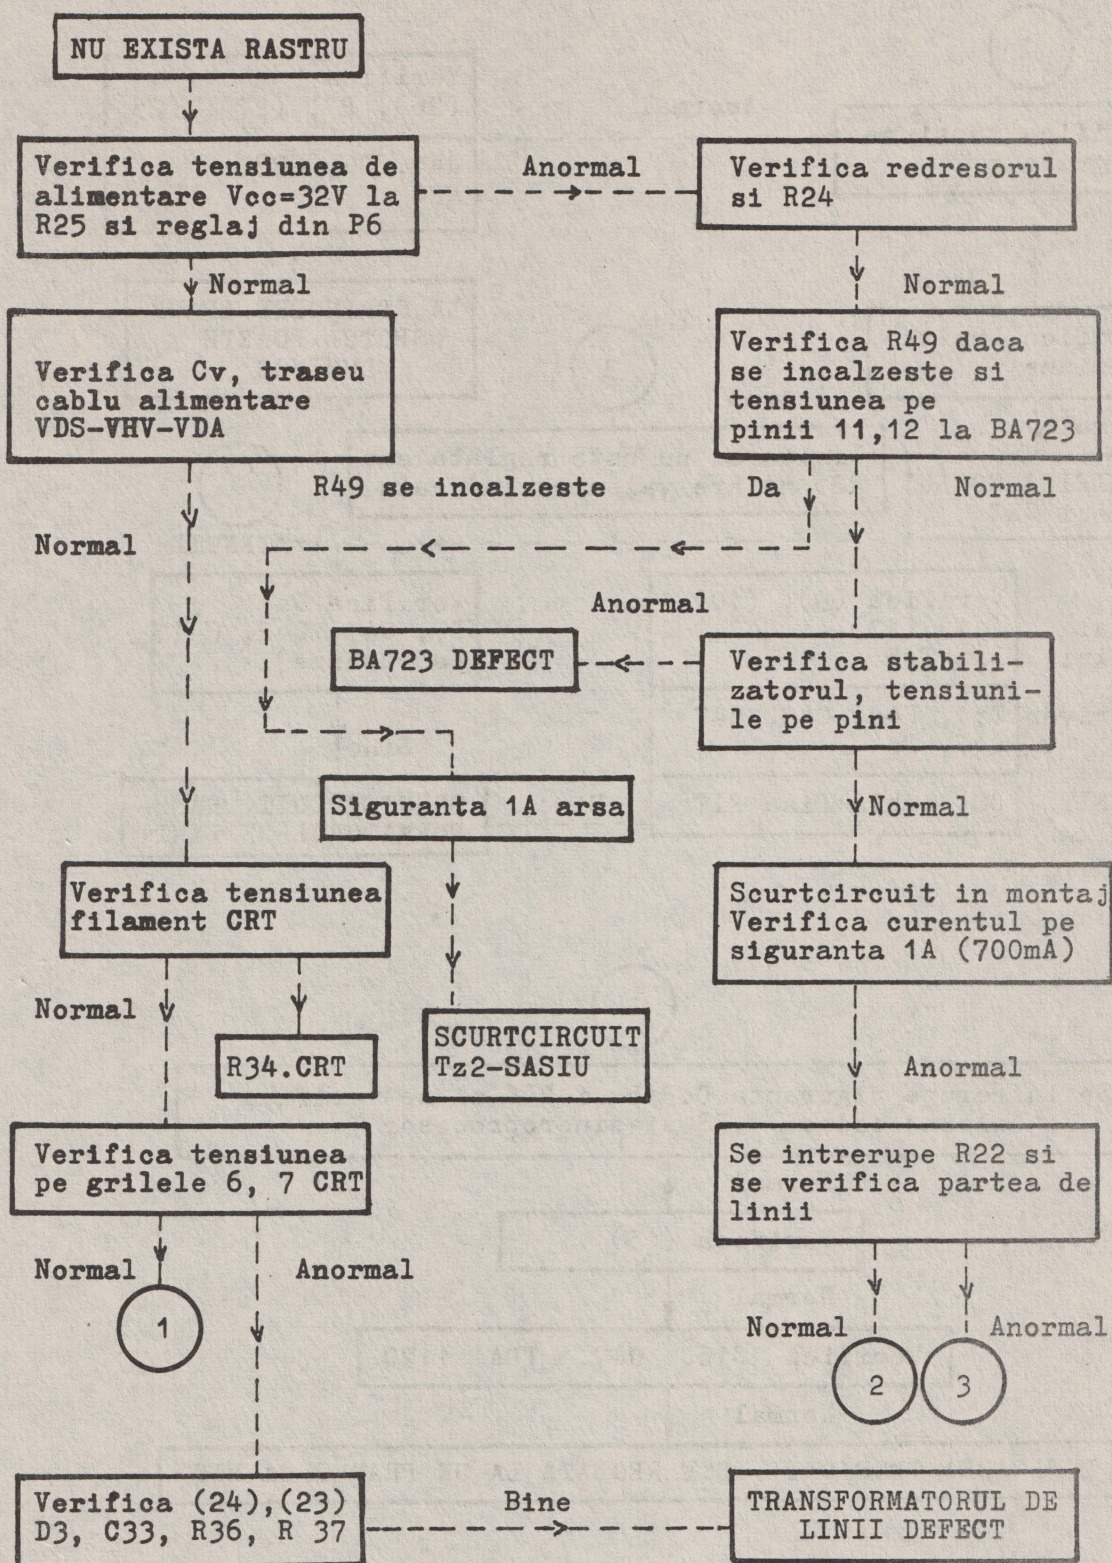 NU EXISTA RASTRU
Verifica tensiunea de
alimentare Vcc=32V la
R25 si reglaj din P6
Anormal
Verifica redresorul
si R24
Normal
Normal
Verifica Cv, traseu
cablu alimentare
VDS-VHV-VDA
Verifica R49 daca
se incalzeste si
tensiunea pe
pinii 11,12 la BA723
R49 se incalzeste
Da
Normal
Normal
Anormal
BA723 DEFECT
Verifica stabili-
zatorul, tensiuni-
le pe pini
Siguranta 1A arsa
Normal
Verifica tensiunea
filament CRT
Scurtcircuit in montaj
Verifica curentul pe
siguranta 1A (700mA)
Normal
R34.CRT
SCURTCIRCUIT
Tz2-SASIU
Anormal
Verifica tensiunea
pe grilele 6, 7 CRT
Se intrerupe R22 si
se verifica partea de
linii
Normal
Anormal
1
Normal
Anormal
2
3
Verifica (24),(23)
D3, C33, R36, R 37
Bine
TRANSFORMATORUL DE
LINII DEFECT